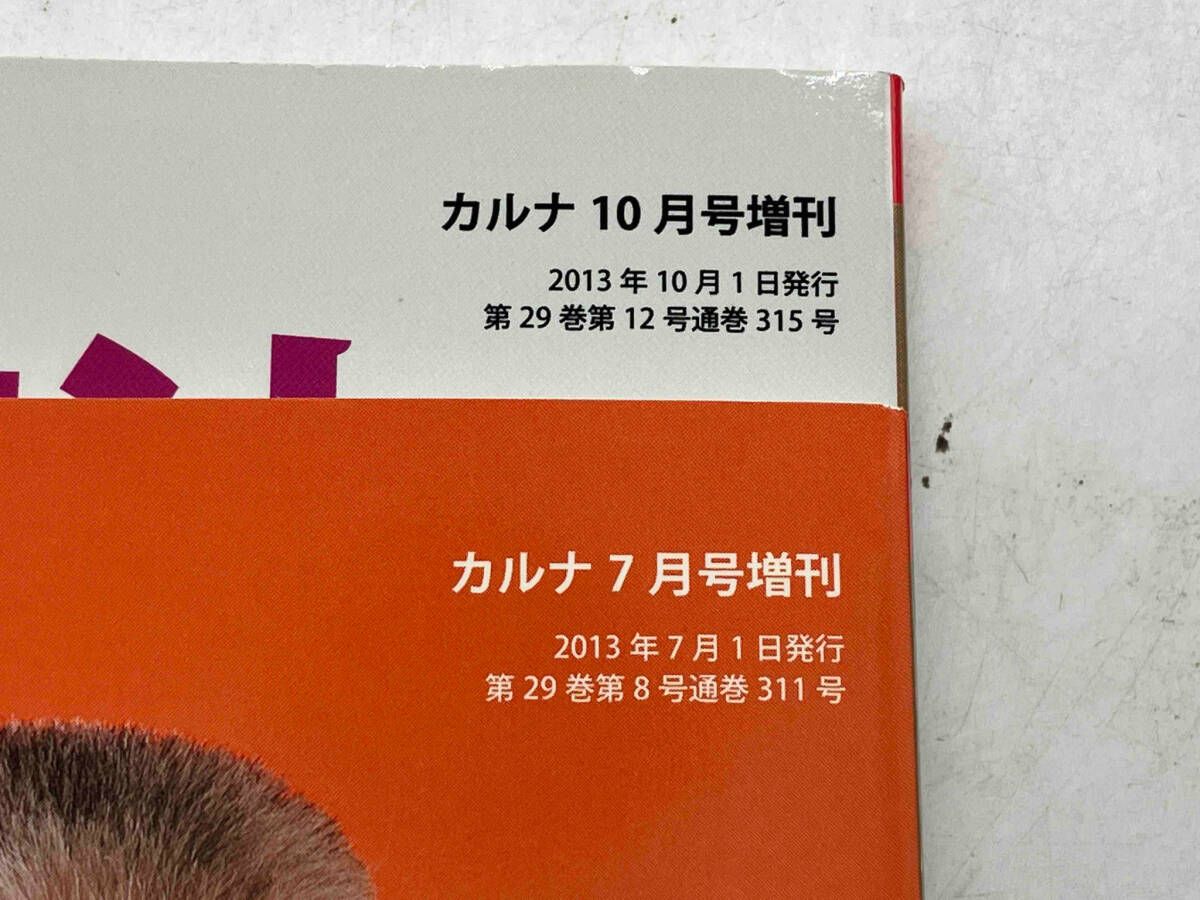 カルナ 10 月号増刊
2013 年 10 月 1 日発行
第 29 巻第 12 号通巻 315 号
カルナ 7 月号増刊
2013 年 7 月 1 日発行
第 29 巻第 8 号通巻 311 号